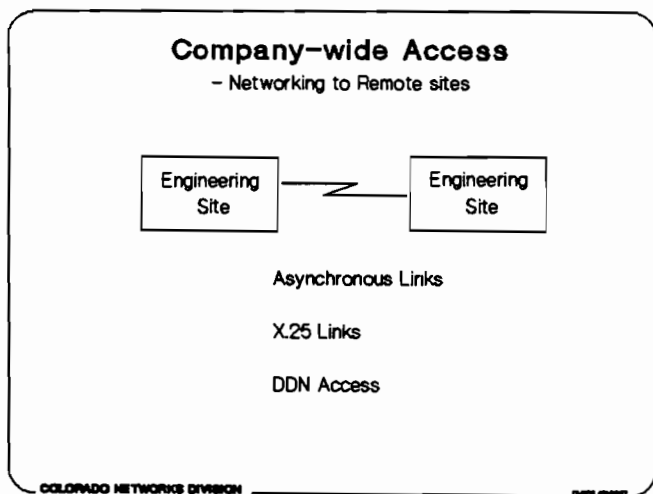 Company-wide Access
- Networking to Remote sites
Engineering
Site
Engineering
Site
Asynchronous Links
X.25 Links
DDN Access
COLORADO NETWORKS DIVISION